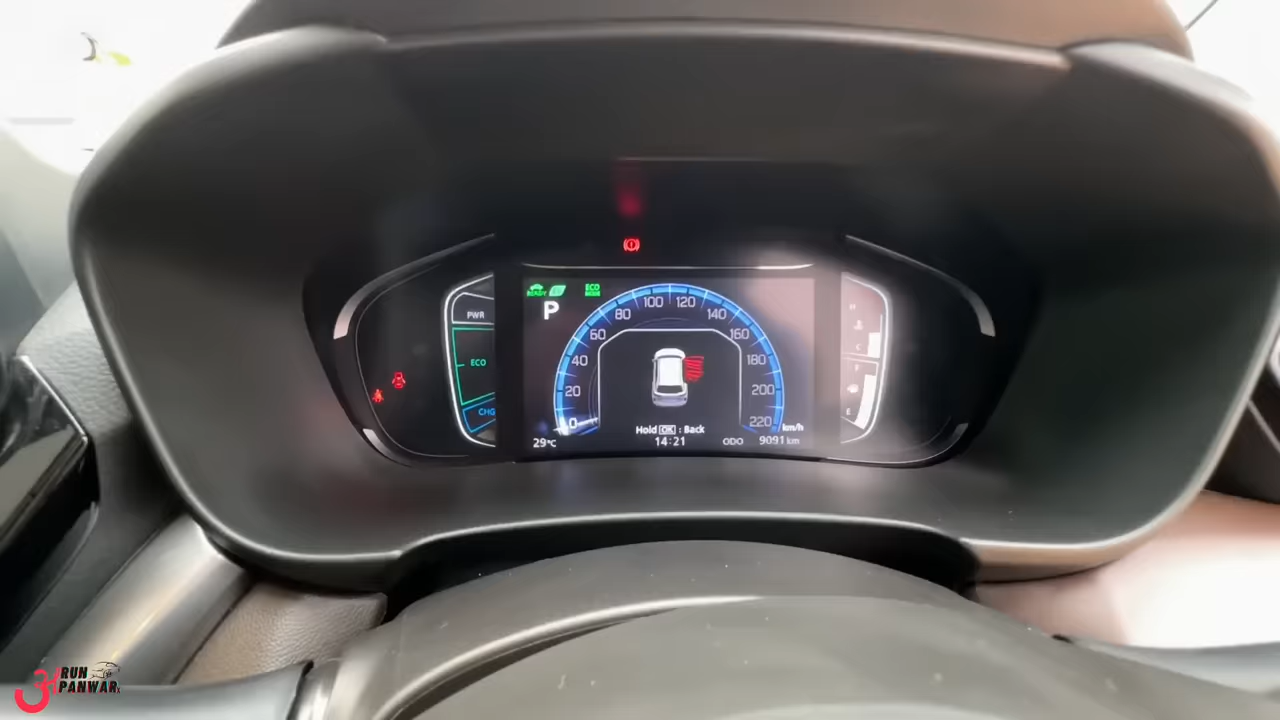 READY EV ECO MODE
P
PWR
ECO
CHG
0 20 40 60 80 100 120 140 160 180 200 220
km/h
Hold OK : Back
29°C 14:21 ODO 9091 km
H
C
F
E
RUN
PANWAR